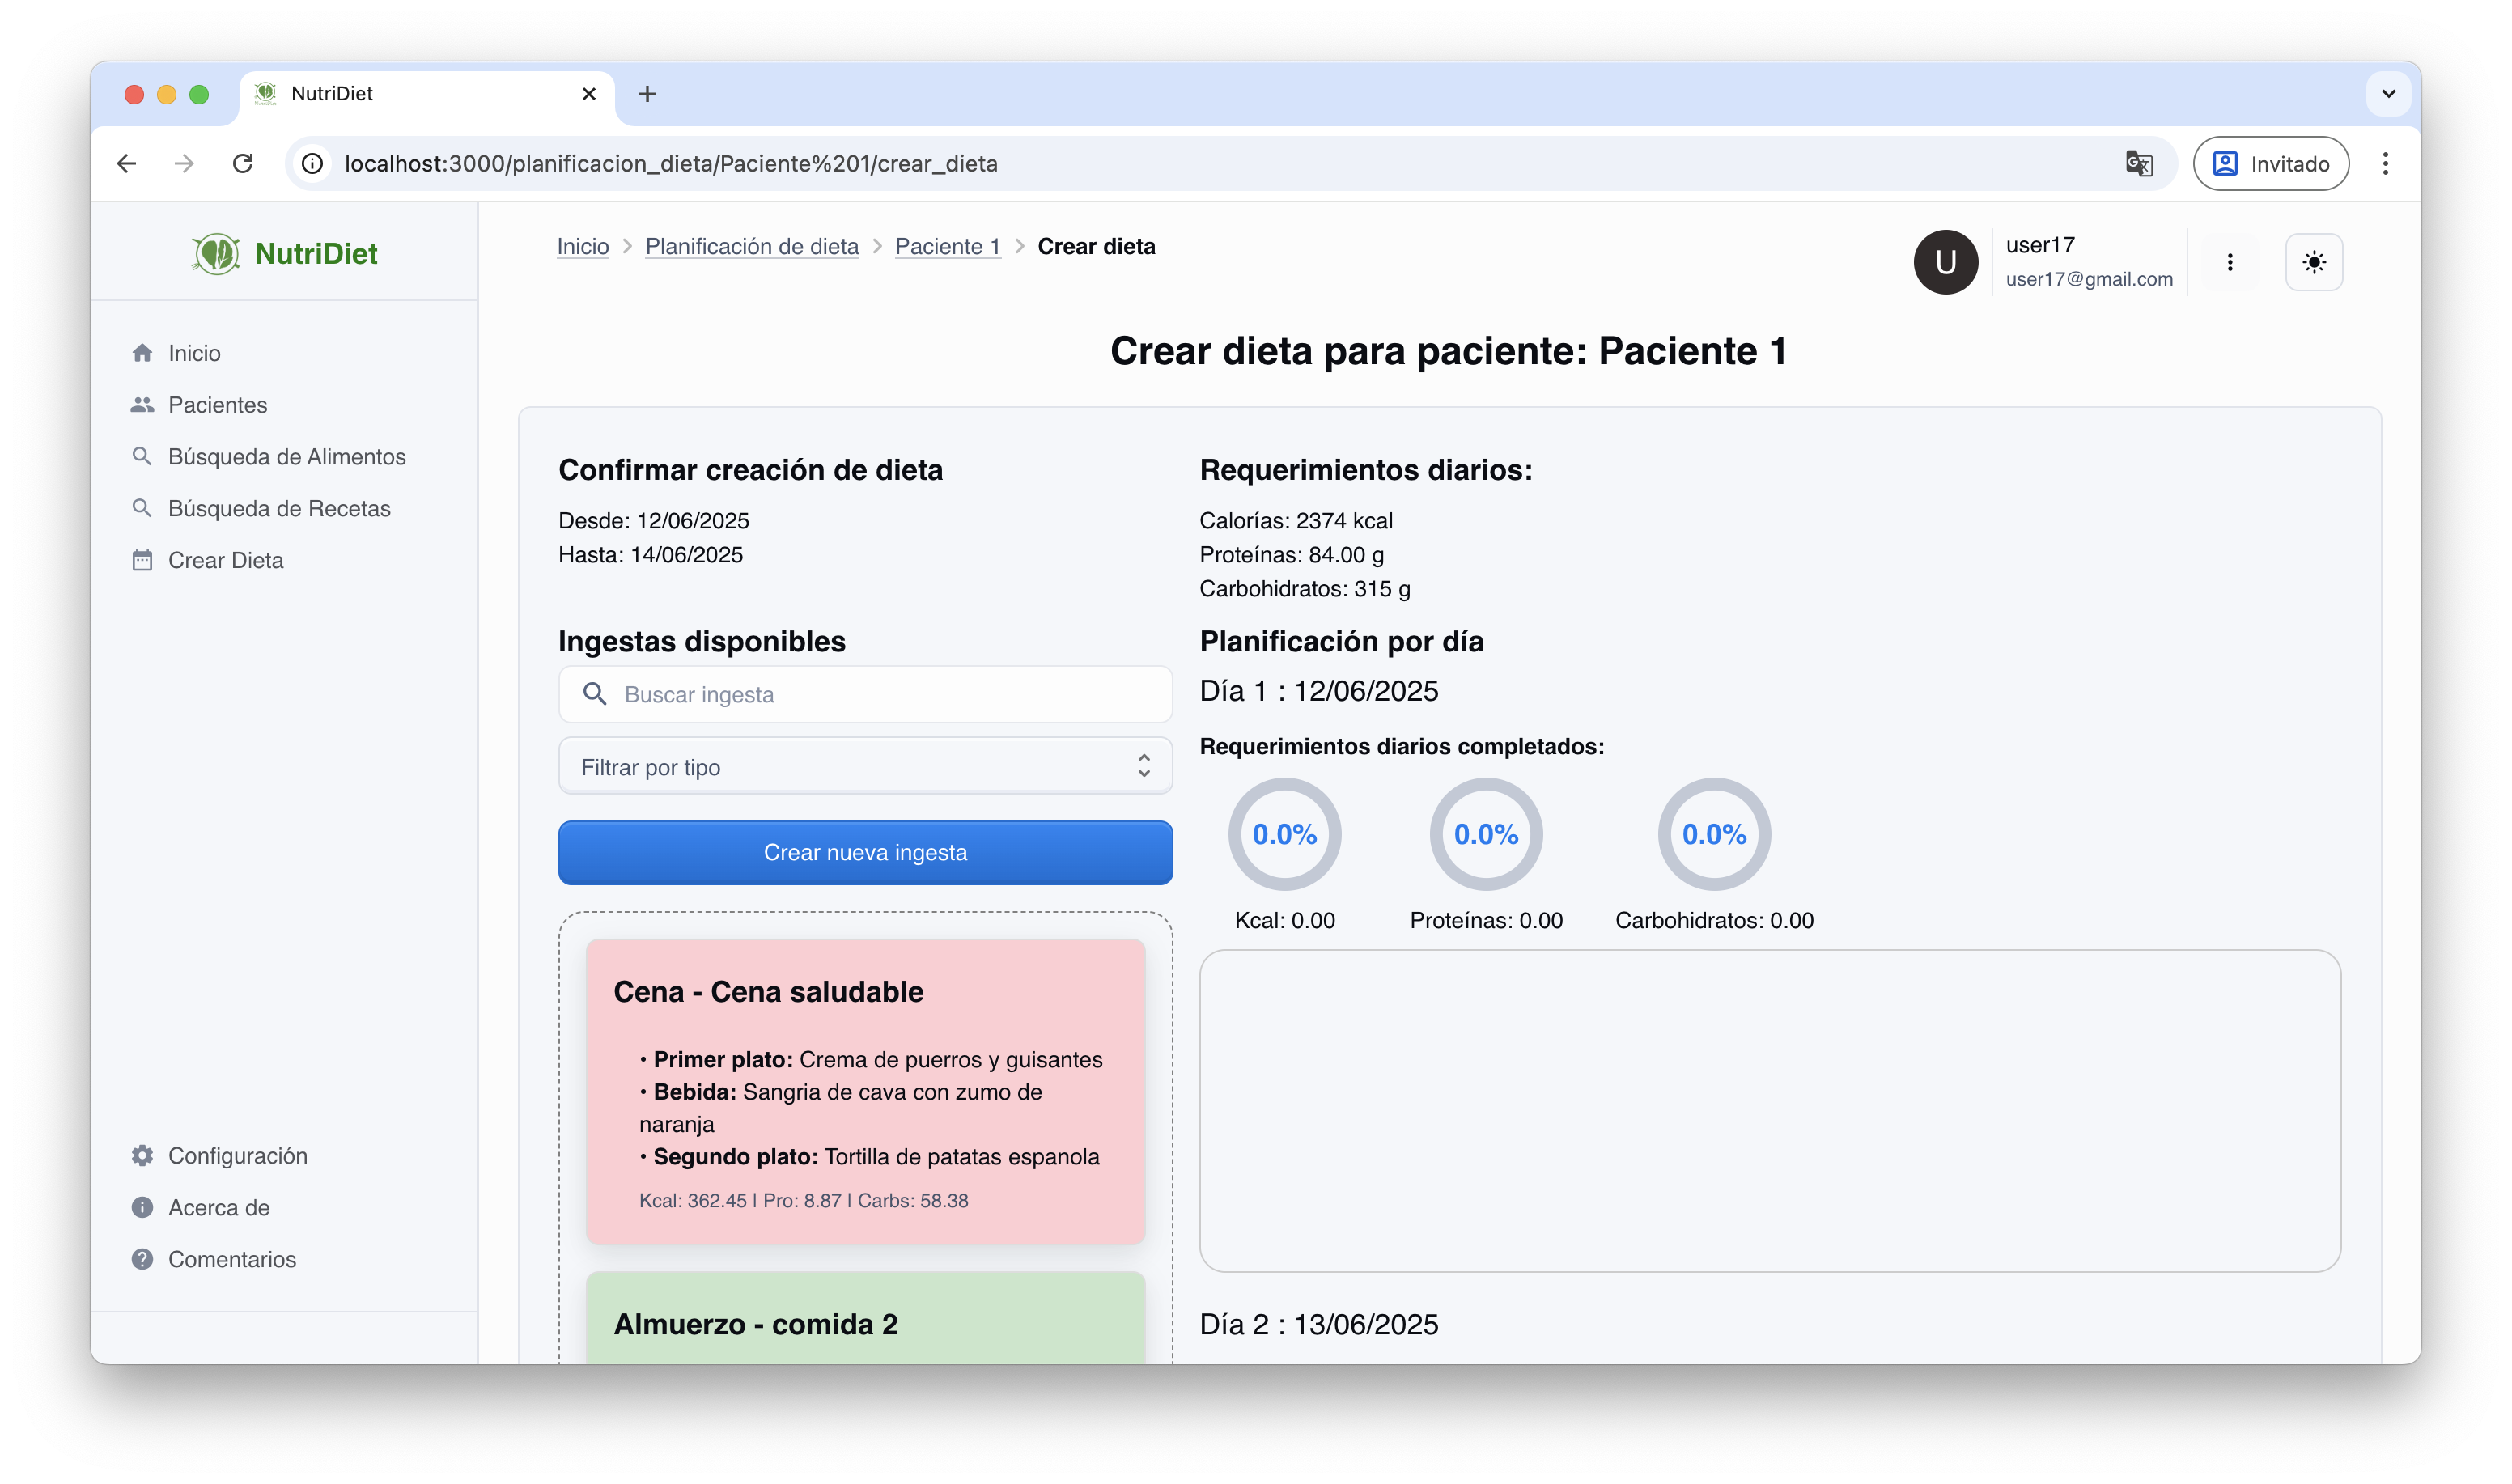 NutriDiet
localhost:3000/planificacion_dieta/Paciente%201/crear_dieta
Invitado
NutriDiet
Inicio
Pacientes
Búsqueda de Alimentos
Búsqueda de Recetas
Crear Dieta
Configuración
Acerca de
Comentarios
Inicio > Planificación de dieta > Paciente 1 > Crear dieta
U
user17
user17@gmail.com
Crear dieta para paciente: Paciente 1
Confirmar creación de dieta
Desde: 12/06/2025
Hasta: 14/06/2025
Requerimientos diarios:
Calorías: 2374 kcal
Proteínas: 84.00 g
Carbohidratos: 315 g
Ingestas disponibles
Buscar ingesta
Filtrar por tipo
Crear nueva ingesta
Cena - Cena saludable
• Primer plato: Crema de puerros y guisantes
• Bebida: Sangria de cava con zumo de
naranja
• Segundo plato: Tortilla de patatas espanola
Kcal: 362.45 | Pro: 8.87 | Carbs: 58.38
Almuerzo - comida 2
Planificación por día
Día 1 : 12/06/2025
Requerimientos diarios completados:
0.0% 0.0% 0.0%
Kcal: 0.00 Proteínas: 0.00 Carbohidratos: 0.00
Día 2 : 13/06/2025